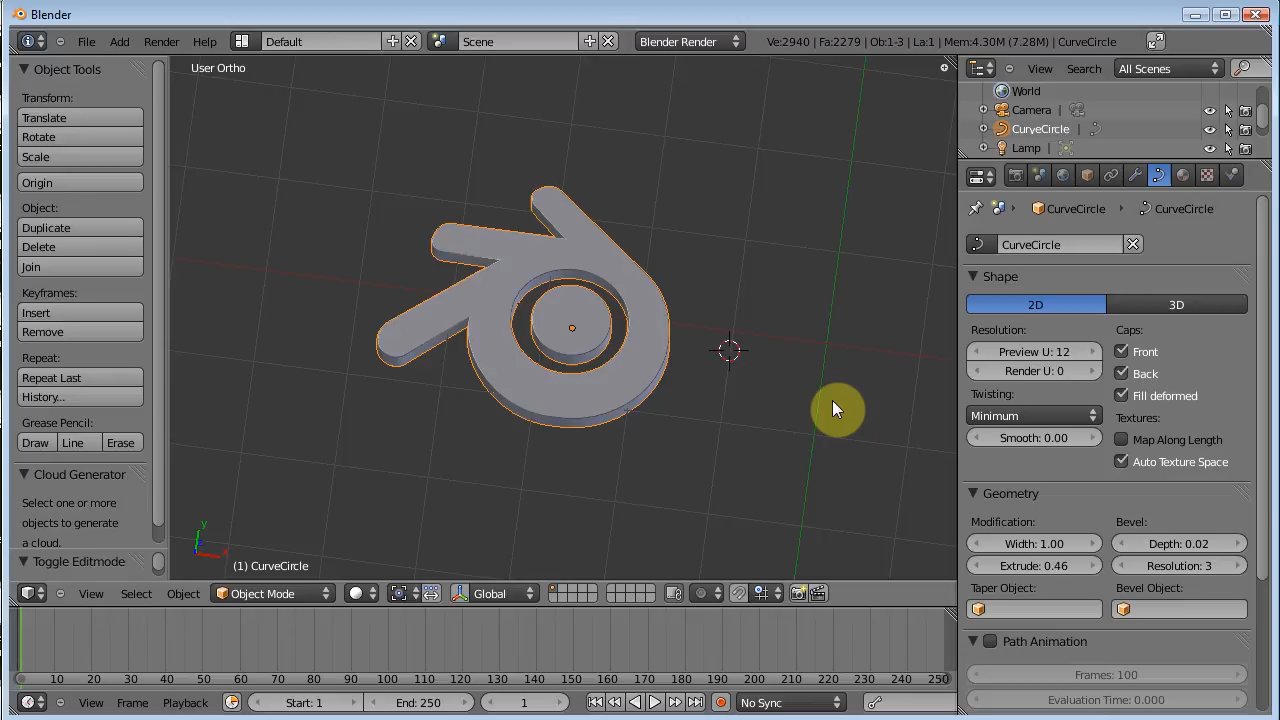 Blender
File Add Render Help Default Scene Blender Render Ve:2940 | Fa:2279 | Ob:1-3 | La:1 | Mem:4.30M (7.28M) | CurveCircle
Object Tools
Transform:
Translate
Rotate
Scale
Origin
Object:
Duplicate
Delete
Join
Keyframes:
Insert
Remove
Repeat:
Repeat Last
History...
Grease Pencil:
Draw Line Erase
Cloud Generator
Select one or more
objects to generate
a cloud.
Toggle Editmode
User Ortho
y
x
(1) CurveCircle
View Select Object Object Mode Global
10 20 30 40 50 60 70 80 90 100 110 120 130 140 150 160 170 180 190 200 210 220 230 240 250
View Frame Playback Start: 1 End: 250 1 No Sync
View Search All Scenes
World
Camera
CurveCircle
Lamp
CurveCircle CurveCircle
CurveCircle
Shape
2D 3D
Resolution: Caps:
Preview U: 12 Front
Render U: 0 Back
Twisting: Fill deformed
Minimum Textures:
Smooth: 0.00 Map Along Length
Auto Texture Space
Geometry
Modification: Bevel:
Width: 1.00 Depth: 0.02
Extrude: 0.46 Resolution: 3
Taper Object: Bevel Object:
Path Animation
Frames: 100
Evaluation Time: 0.000